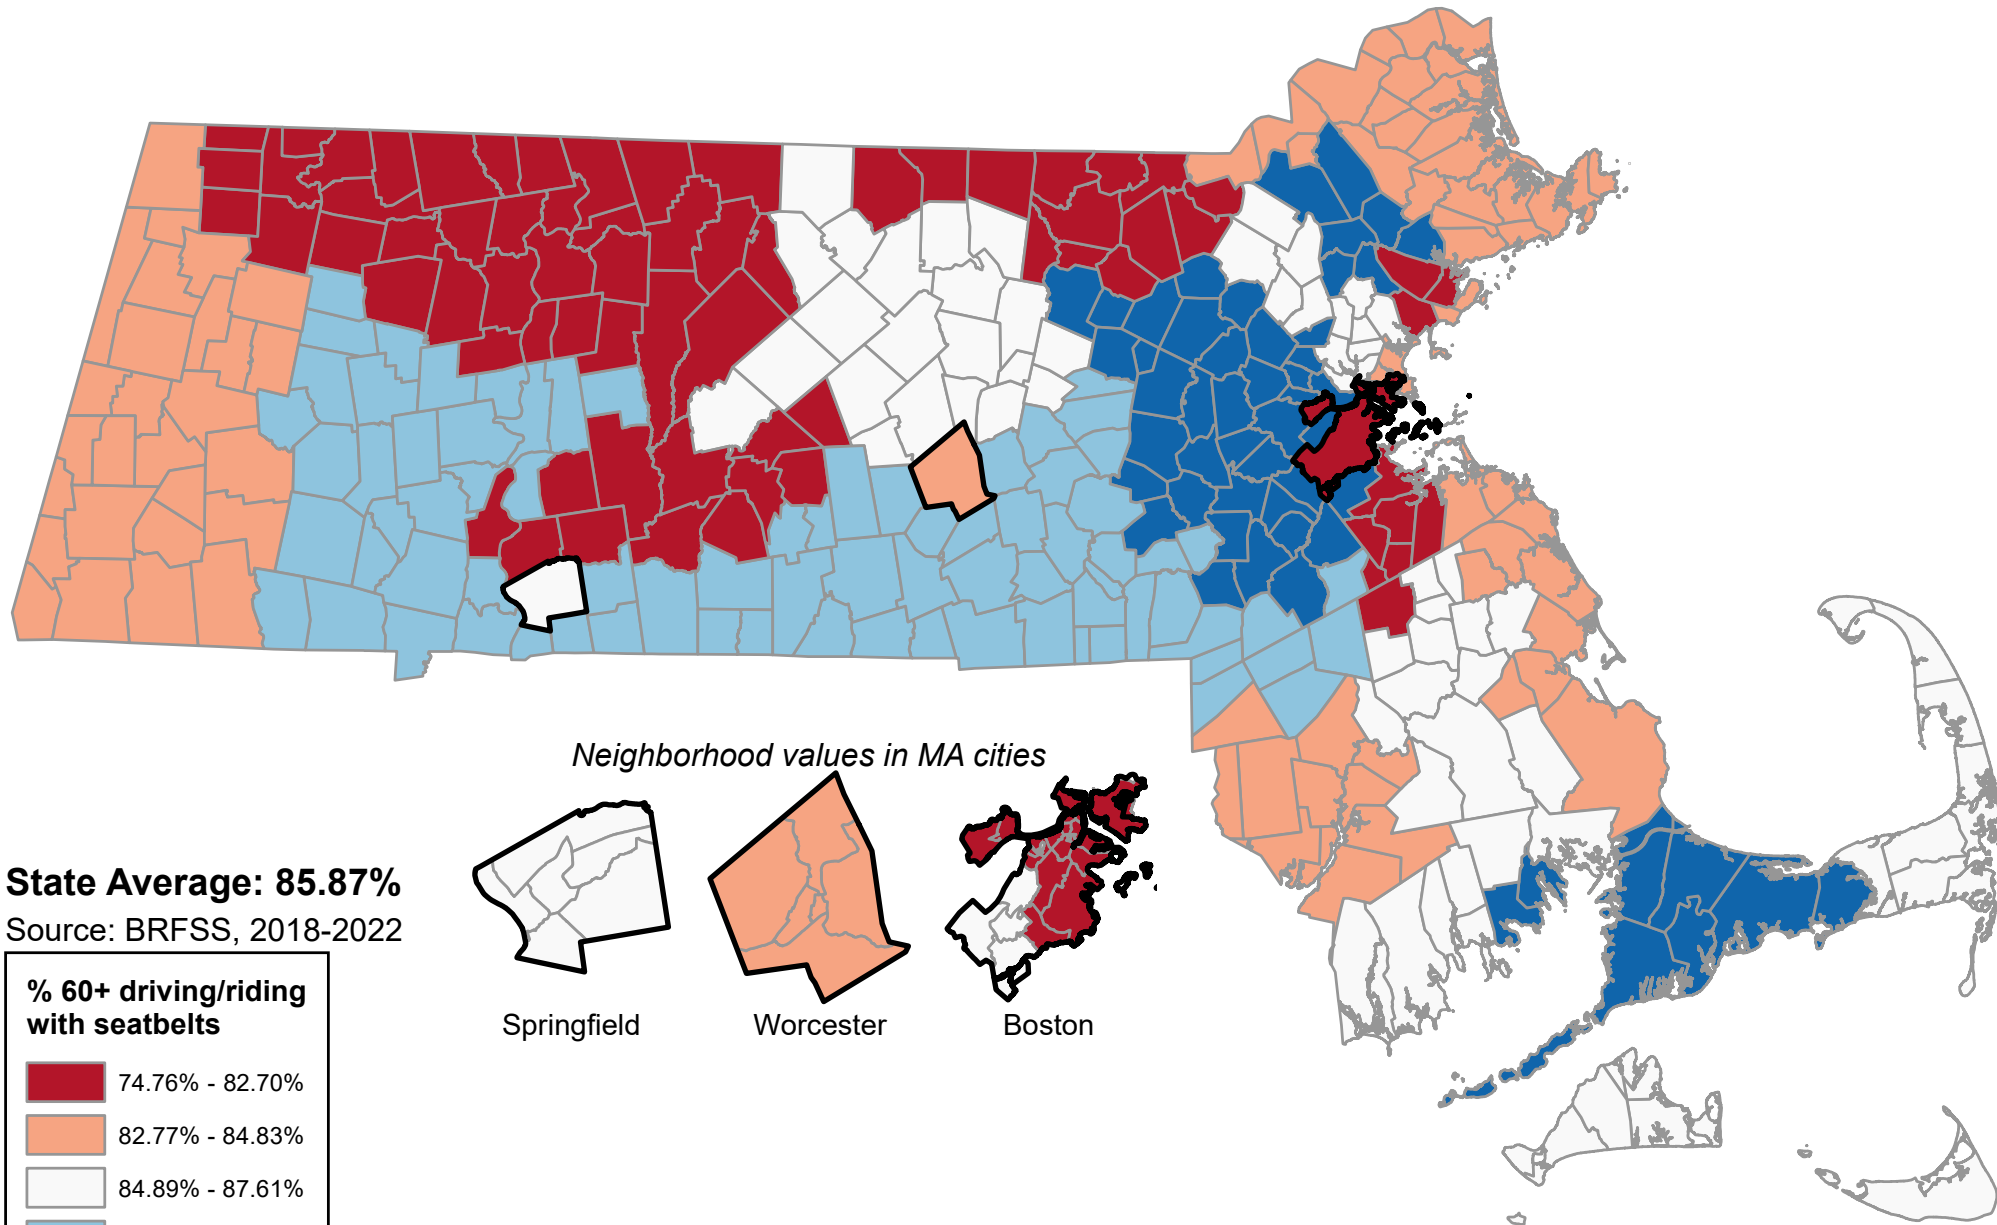 Neighborhood values in MA cities
State Average: 85.87%
Source: BRFSS, 2018-2022
% 60+ driving/riding
with seatbelts
74.76% - 82.70%
82.77% - 84.83%
84.89% - 87.61%
Springfield
Worcester
Boston